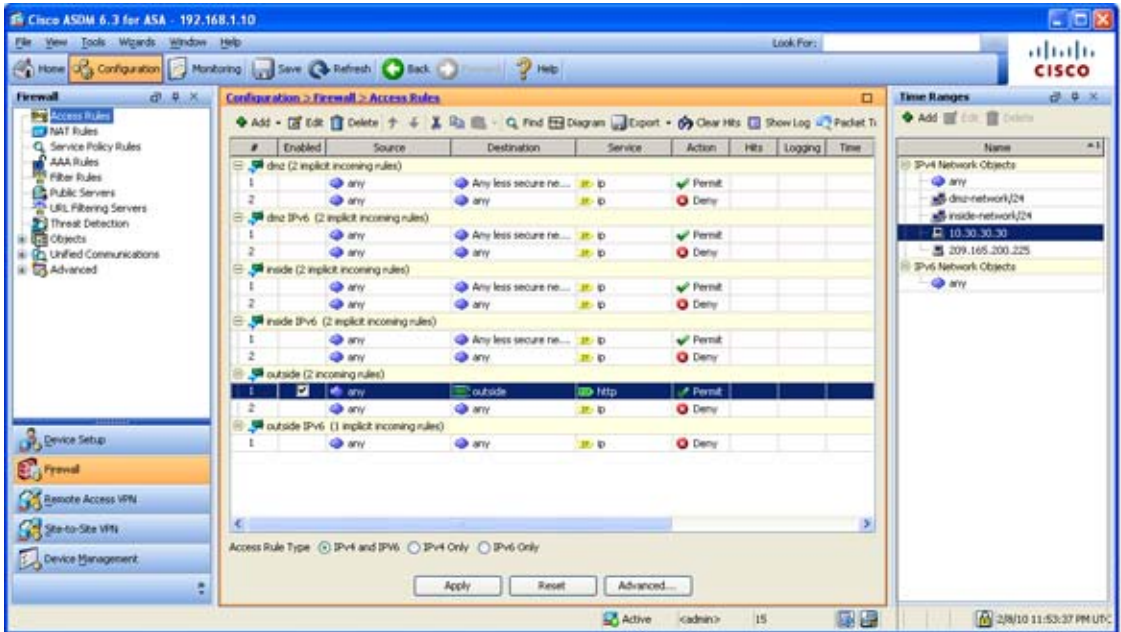 Cisco ASDM 6.3 for ASA - 192.168.1.10
File View Tools Wizards Window Help Look For:
Home Configuration Monitoring Save Refresh Back Forward Help
CISCO
Firewall
Access Rules
NAT Rules
Service Policy Rules
AAA Rules
Filter Rules
Public Servers
URL Filtering Servers
Threat Detection
Objects
Unified Communications
Advanced
Device Setup
Firewall
Remote Access VPN
Site-to-Site VPN
Device Management
Configuration > Firewall > Access Rules
Add Edit Delete Find Diagram Export Clear Hits Show Log Packet Tr
# Enabled Source Destination Service Action Hits Logging Time
dmz (2 implicit incoming rules)
1 any Any less secure ne.... ip Permit
2 any any ip Deny
dmz IPv6 (2 implicit incoming rules)
1 any Any less secure ne.... ip Permit
2 any any ip Deny
inside (2 implicit incoming rules)
1 any Any less secure ne.... ip Permit
2 any any ip Deny
inside IPv6 (2 implicit incoming rules)
1 any Any less secure ne.... ip Permit
2 any any ip Deny
outside (2 incoming rules)
1 any outside http Permit
2 any any ip Deny
outside IPv6 (1 implicit incoming rules)
1 any any ip Deny
Access Rule Type IPv4 and IPv6 IPv4 Only IPv6 Only
Apply Reset Advanced...
Time Ranges
Add Edit Delete
Name
IPv4 Network Objects
any
dmz-network/24
inside-network/24
10.30.30.30
209.165.200.225
IPv6 Network Objects
any
Active <admin> 15 2/8/10 11:53:37 PM UTC